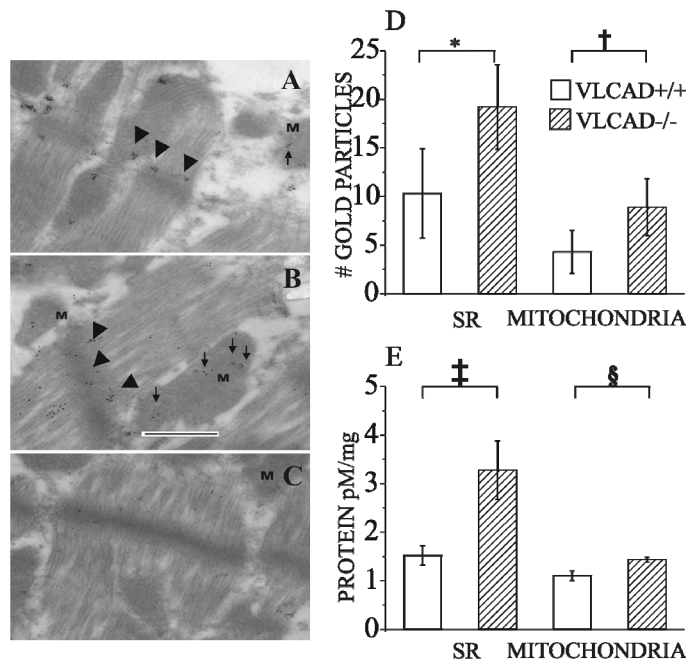 A
M
B
M
M
C
M
D
25
20
15
10
5
0
# GOLD PARTICLES
*
†
VLCAD+/+
VLCAD-/-
SR MITOCHONDRIA
E
5
4
3
2
1
0
PROTEIN pM/mg
‡
§
SR MITOCHONDRIA